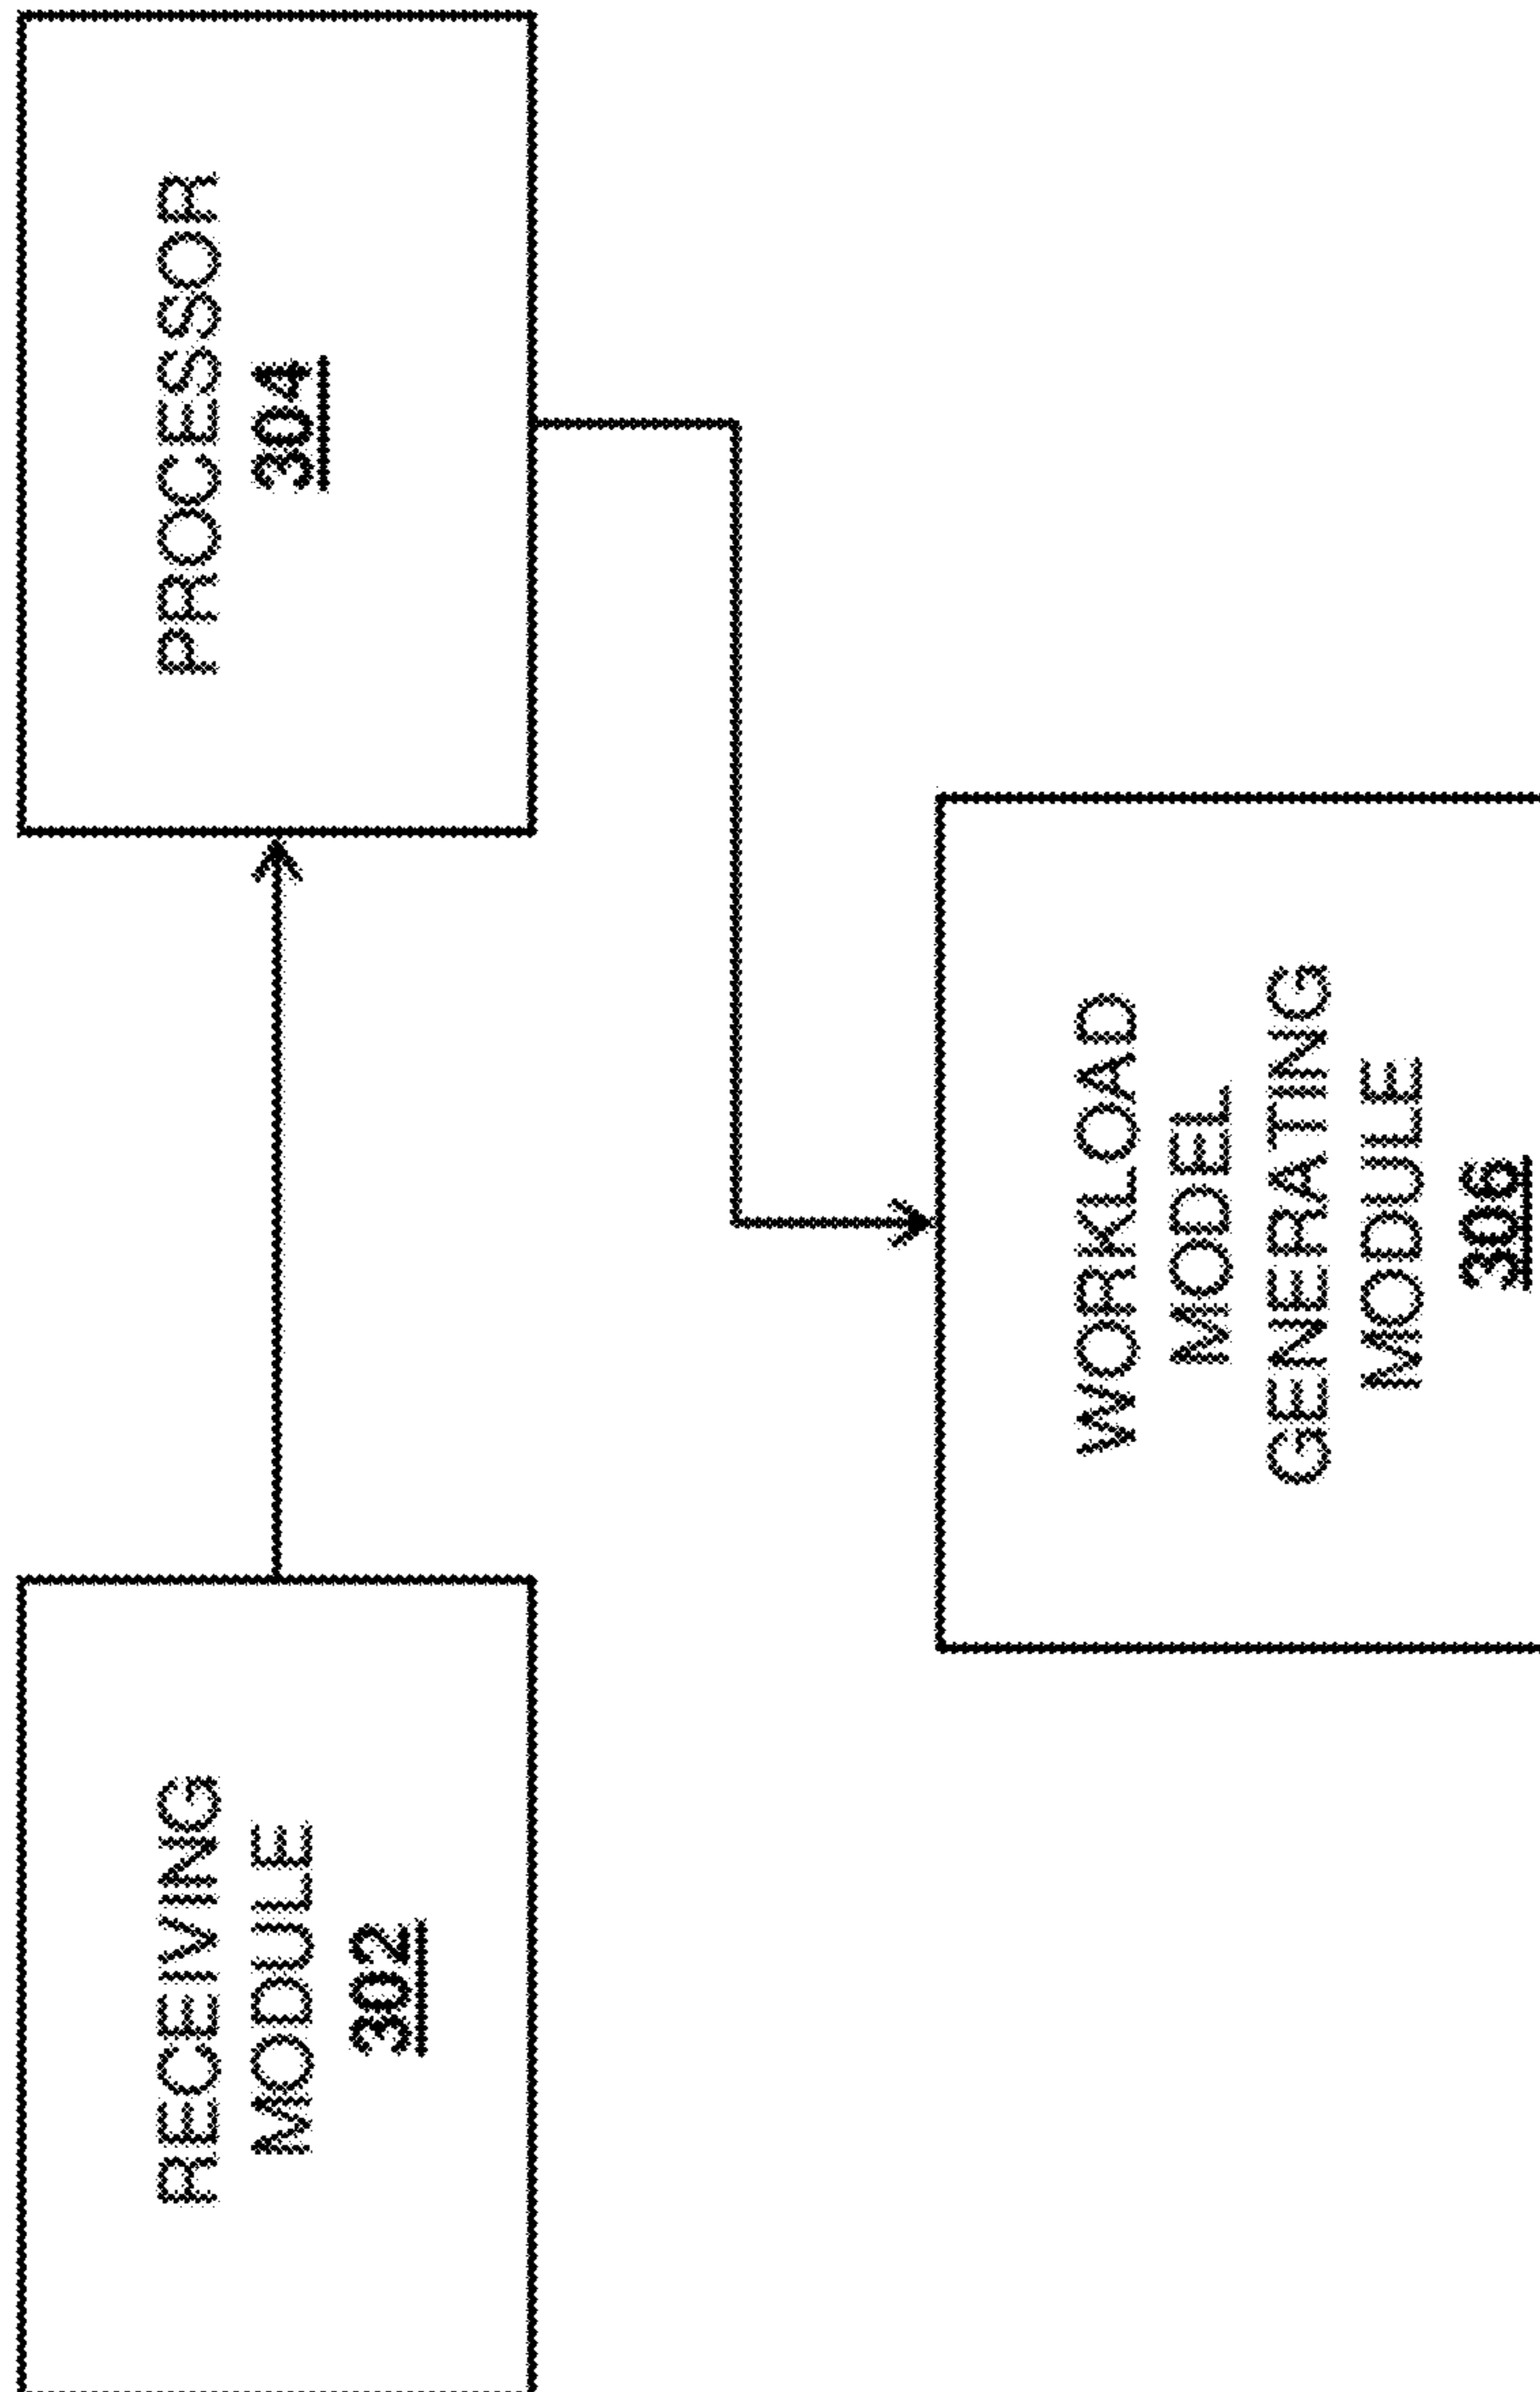 RECEIVING
MODULE
302
PROCESSOR
304
WORKLOAD
MODEL
GENERATING
MODULE
306